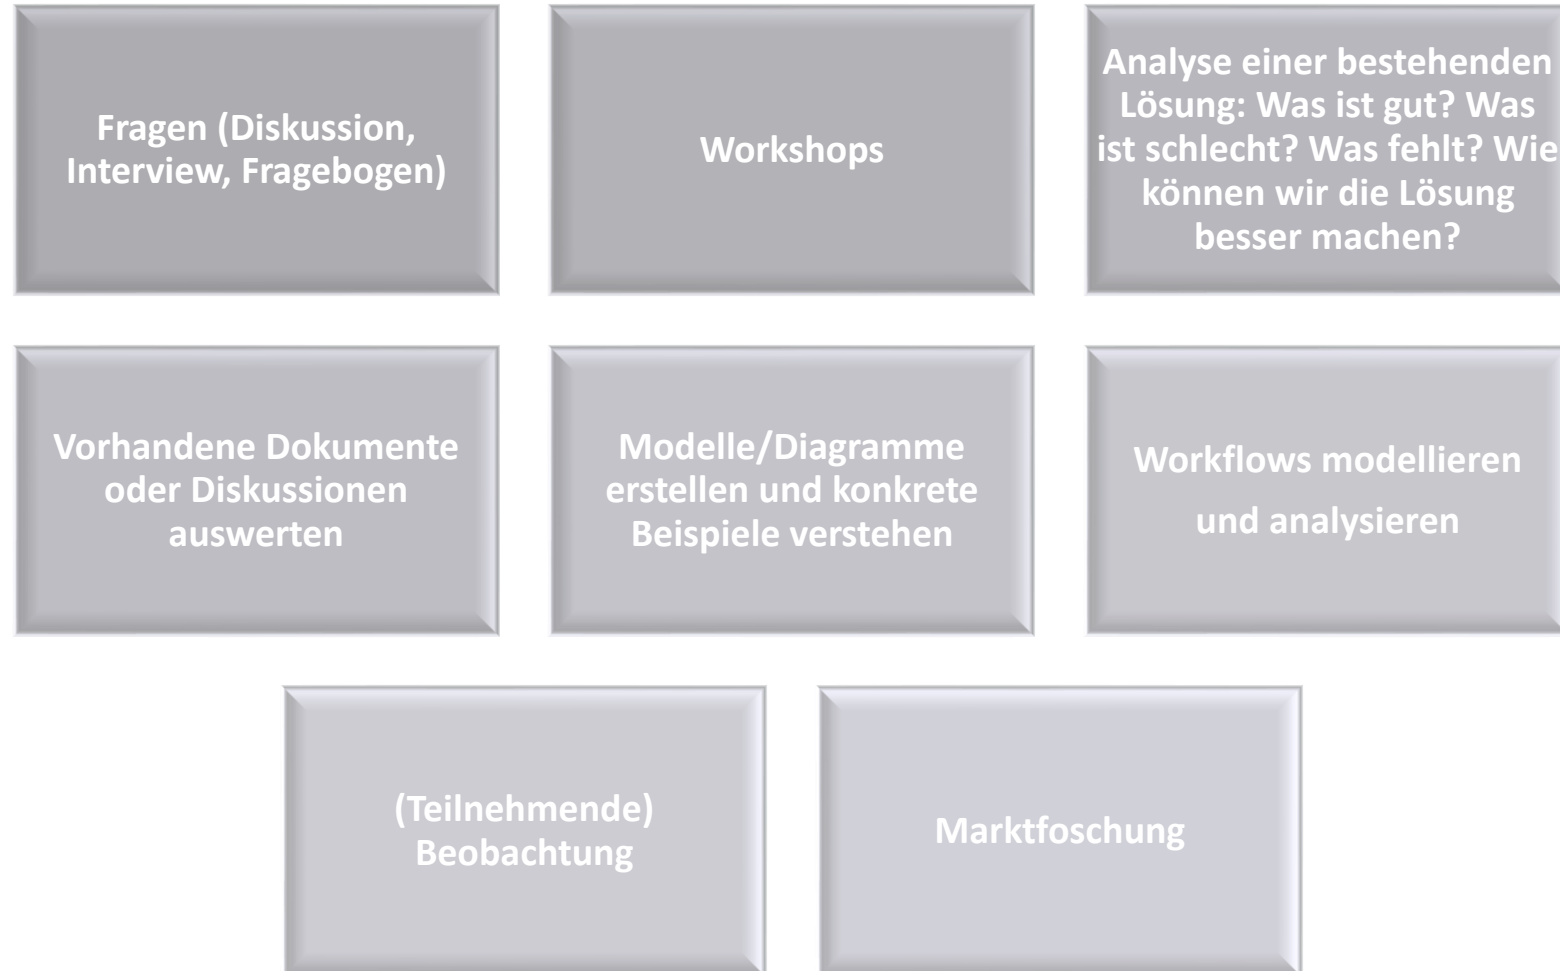 Fragen (Diskussion,
Interview, Fragebogen)
Workshops
Analyse einer bestehenden
Lösung: Was ist gut? Was
ist schlecht? Was fehlt? Wie
können wir die Lösung
besser machen?
Vorhandene Dokumente
oder Diskussionen
auswerten
Modelle/Diagramme
erstellen und konkrete
Beispiele verstehen
Workflows modellieren
und analysieren
(Teilnehmende)
Beobachtung
Marktfoschung